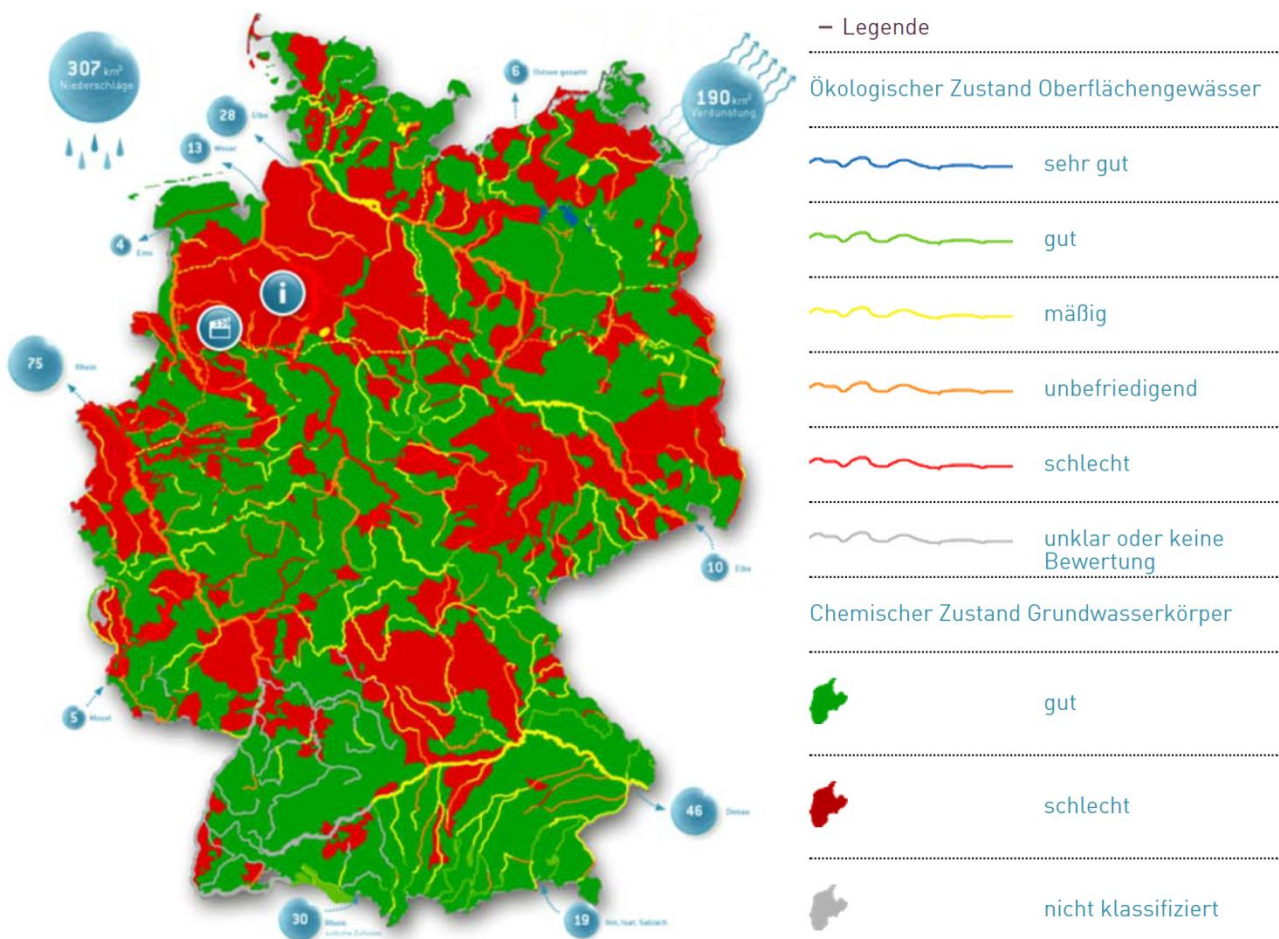 307 km³
Niederschläge
28
Elbe
13
Weser
4
Ems
75
Rhein
5
Mosel
6
Ostsee gesamt
190 km³
Verdunstung
i
10
Elbe
46
Donau
30
Rhein
19
Inn, Isar, Salzach
– Legende
Ökologischer Zustand Oberflächengewässer
sehr gut
gut
mäßig
unbefriedigend
schlecht
unklar oder keine
Bewertung
Chemischer Zustand Grundwasserkörper
gut
schlecht
nicht klassifiziert